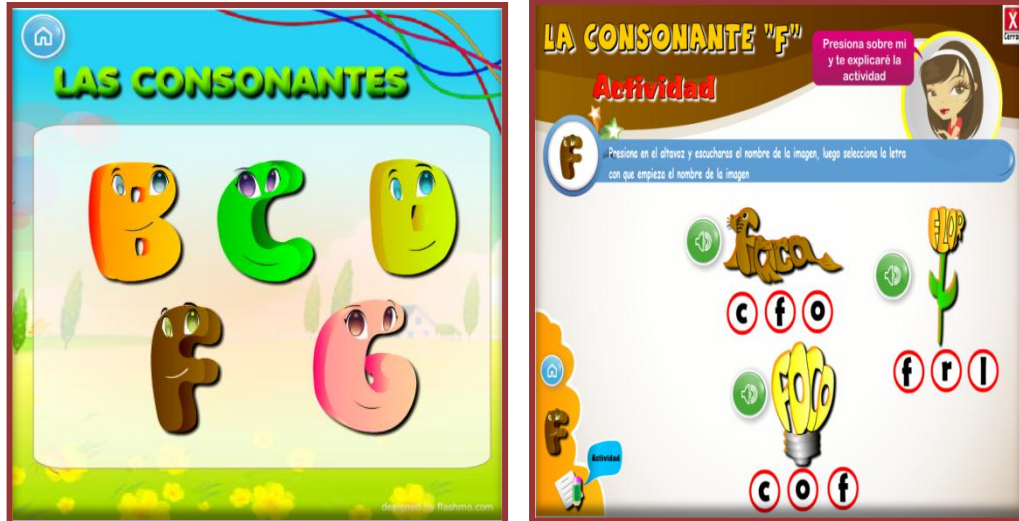 LAS CONSONANTES
B C D
F G
designed by flashmo.com
LA CONSONANTE "F"
X
Cerrar
Presiona sobre mi
y te explicaré la
actividad
Actividad
F
Presiona en el altavoz y escucharas el nombre de la imagen, luego selecciona la letra
con que empieza el nombre de la imagen
foca
FLOR
c f o
f r l
FOCO
F
Actividad
c o f